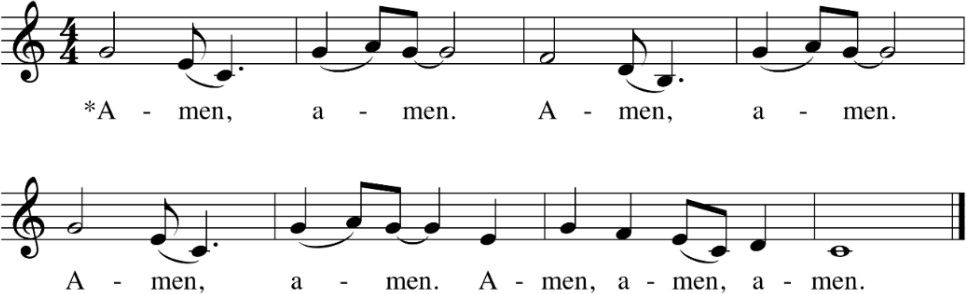 *A - men, a - men. A - men, a - men.
A - men, a - men. A - men, a - men, a - men.